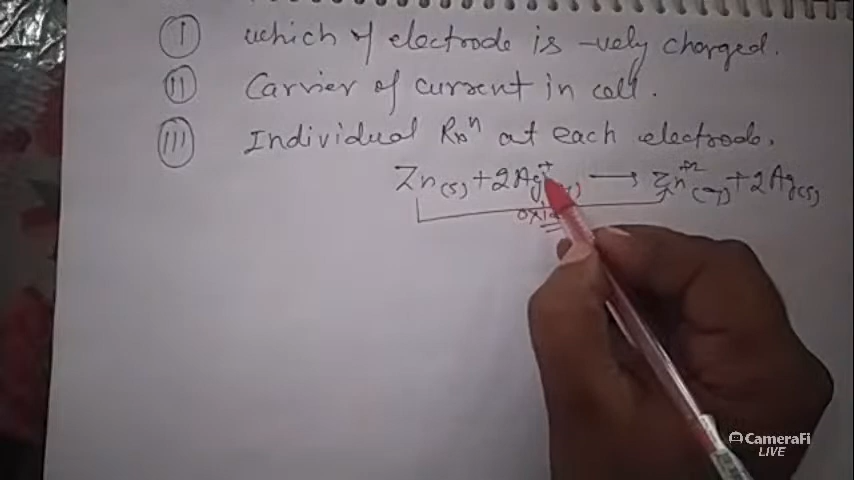 I which of electrode is -vely charged.
II Carrier of current in cell.
III Individual Rxn at each electrode.
Zn(s) + 2Ag+ → Zn+2 + 2Ag(s)
CameraFi
LIVE